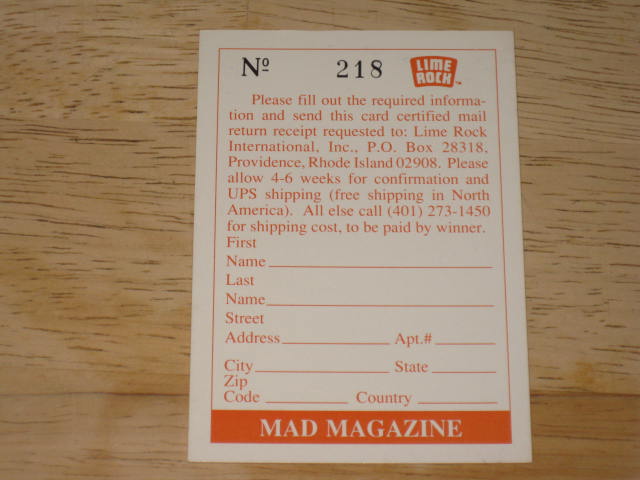 Nº 218 LIME ROCK™
Please fill out the required informa-
tion and send this card certified mail
return receipt requested to: Lime Rock
International, Inc., P.O. Box 28318,
Providence, Rhode Island 02908. Please
allow 4-6 weeks for confirmation and
UPS shipping (free shipping in North
America). All else call (401) 273-1450
for shipping cost, to be paid by winner.
First
Name
Last
Name
Street
Address Apt.#
City State
Zip
Code Country
MAD MAGAZINE